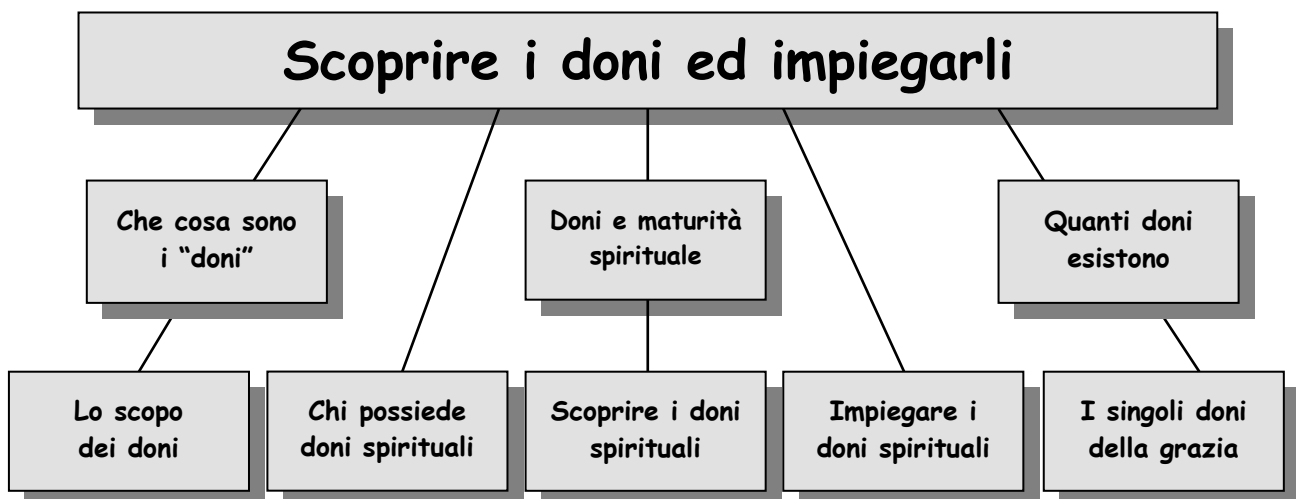 Scoprire i doni ed impiegarli
Che cosa sono
i “doni”
Doni e maturità
spirituale
Quanti doni
esistono
Lo scopo
dei doni
Chi possiede
doni spirituali
Scoprire i doni
spirituali
Impiegare i
doni spirituali
I singoli doni
della grazia